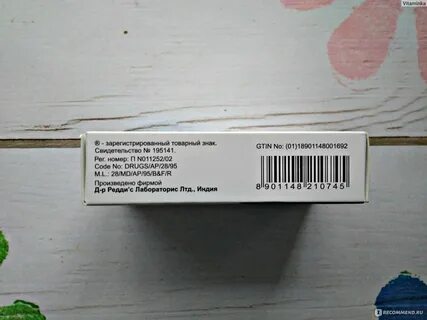 Vitaminka
® - зарегистрированный товарный знак.
Свидетельство № 195141.
Рег. номер: П N011252/02
Code No: DRUGS/AP/28/95
M.L.: 28/MD/AP/95/B&F/R
Произведено фирмой
Д-р Редди'с Лабораторис Лтд., Индия
GTIN No: (01)18901148001692
8 901148 210745
RECOMMEND.RU